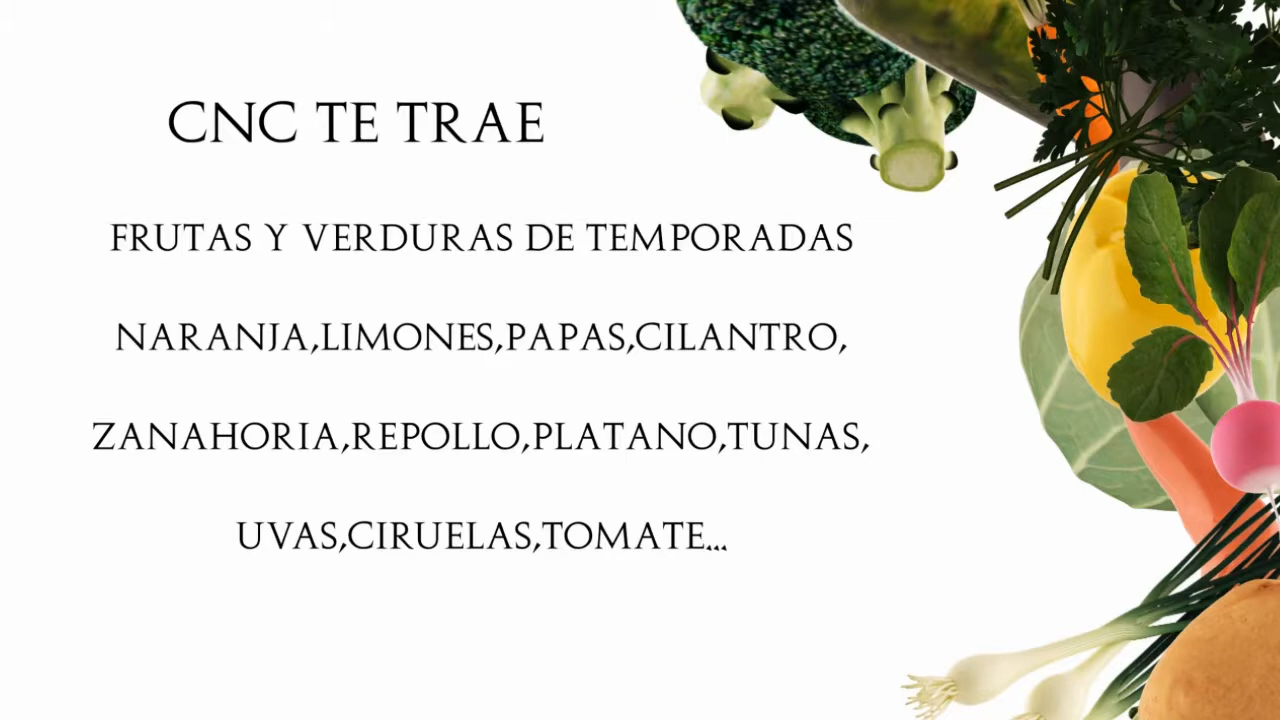 CNC TE TRAE
FRUTAS Y VERDURAS DE TEMPORADAS
NARANJA,LIMONES,PAPAS,CILANTRO,
ZANAHORIA,REPOLLO,PLATANO,TUNAS,
UVAS,CIRUELAS,TOMATE...